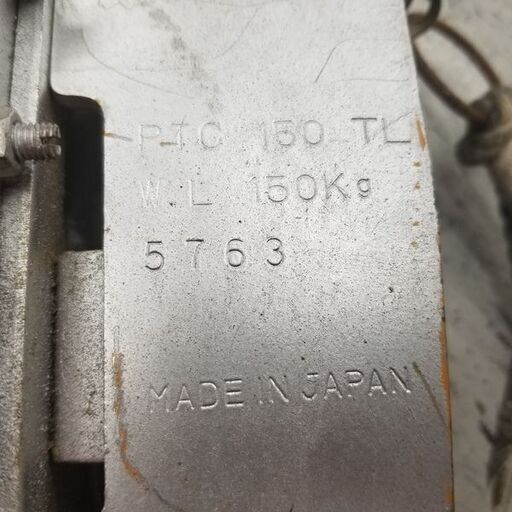 PTC 150 TL
W.L 150Kg
5763
MADE IN JAPAN